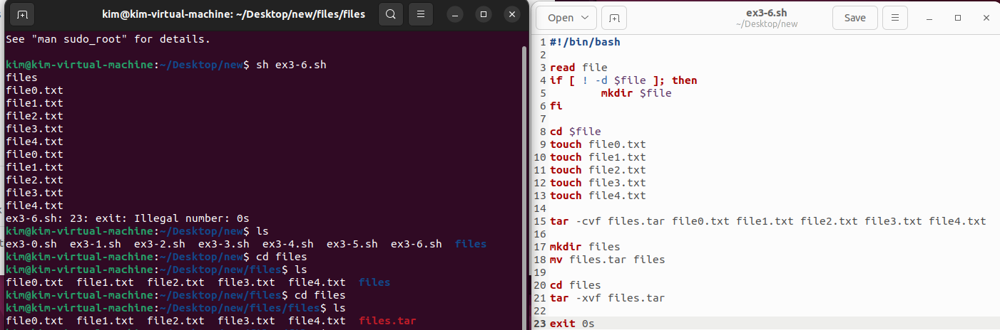 kim@kim-virtual-machine: ~/Desktop/new/files/files
See "man sudo_root" for details.
kim@kim-virtual-machine:~/Desktop/new$ sh ex3-6.sh
files
file0.txt
file1.txt
file2.txt
file3.txt
file4.txt
file0.txt
file1.txt
file2.txt
file3.txt
file4.txt
ex3-6.sh: 23: exit: Illegal number: 0s
kim@kim-virtual-machine:~/Desktop/new$ ls
ex3-0.sh  ex3-1.sh  ex3-2.sh  ex3-3.sh  ex3-4.sh  ex3-5.sh  ex3-6.sh  files
kim@kim-virtual-machine:~/Desktop/new$ cd files
kim@kim-virtual-machine:~/Desktop/new/files$ ls
file0.txt  file1.txt  file2.txt  file3.txt  file4.txt  files
kim@kim-virtual-machine:~/Desktop/new/files$ cd files
kim@kim-virtual-machine:~/Desktop/new/files/files$ ls
file0.txt  file1.txt  file2.txt  file3.txt  file4.txt  files.tar
Open
ex3-6.sh
~/Desktop/new
Save
1 #!/bin/bash
2
3 read file
4 if [ ! -d $file ]; then
5         mkdir $file
6 fi
7
8 cd $file
9 touch file0.txt
10 touch file1.txt
11 touch file2.txt
12 touch file3.txt
13 touch file4.txt
14
15 tar -cvf files.tar file0.txt file1.txt file2.txt file3.txt file4.txt
16
17 mkdir files
18 mv files.tar files
19
20 cd files
21 tar -xvf files.tar
22
23 exit 0s